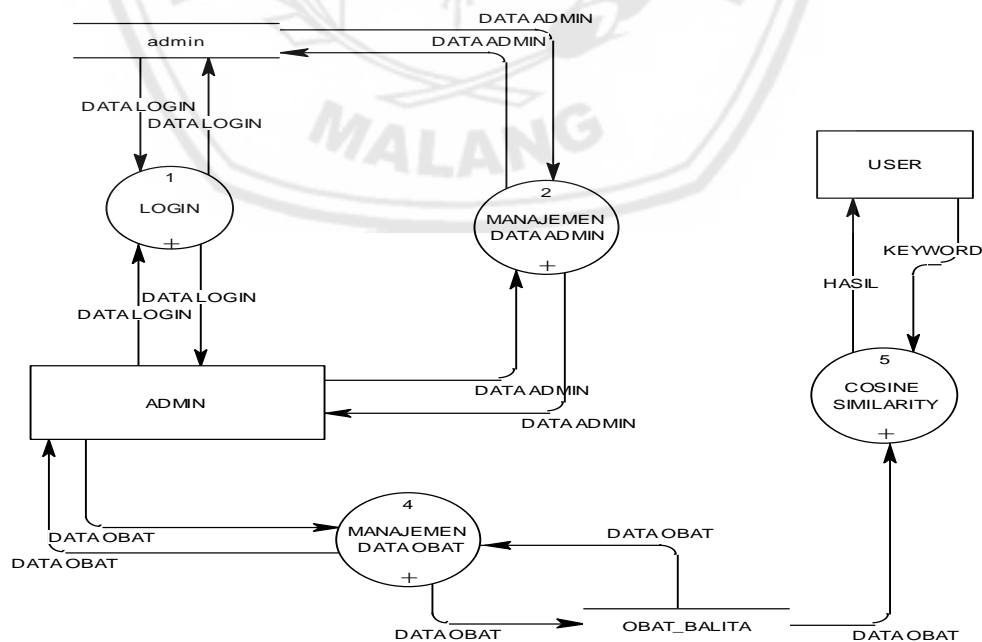 DATA ADMIN
admin
DATA ADMIN
DATA LOGIN
DATA LOGIN
MALANG
1
LOGIN
+
2
MANAJEMEN
DATA ADMIN
+
USER
KEYWORD
HASIL
DATA LOGIN
DATA LOGIN
5
COSINE
SIMILARITY
+
ADMIN
DATA ADMIN
DATA ADMIN
4
MANAJEMEN
DATA OBAT
+
DATA OBAT
DATA OBAT
DATA OBAT
DATA OBAT
OBAT_BALITA
DATA OBAT